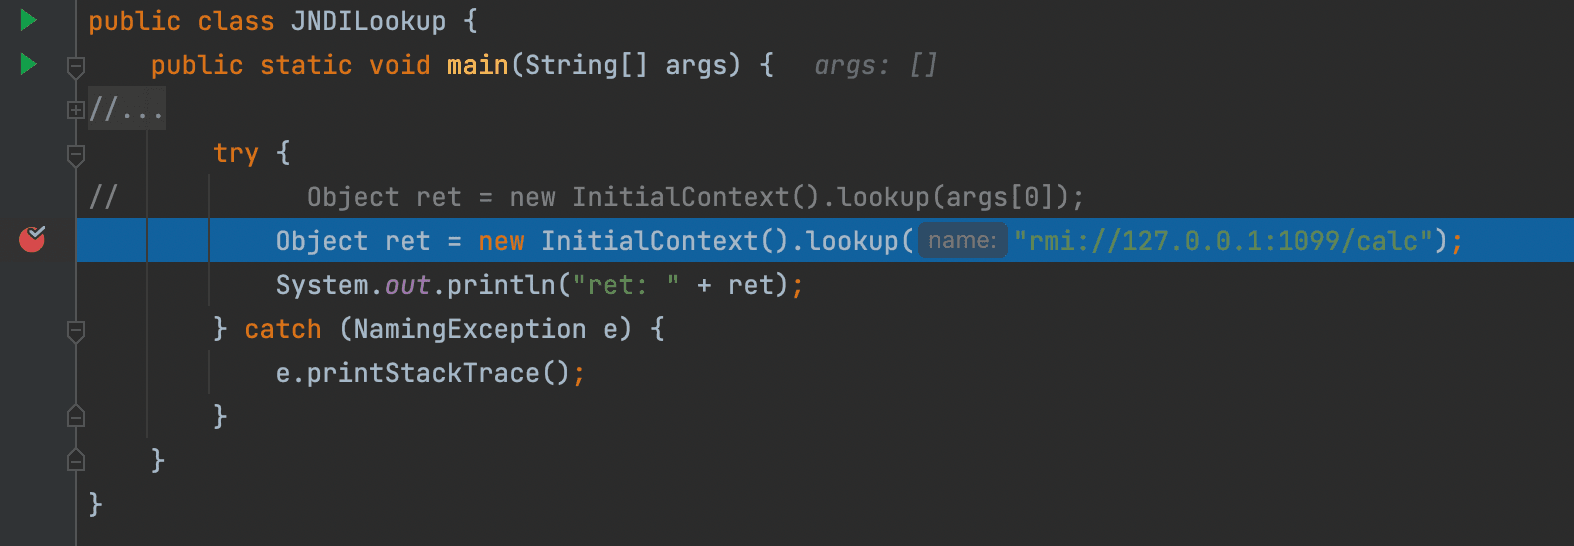 public class JNDILookup {
    public static void main(String[] args) {   args: []
//...
        try {
//            Object ret = new InitialContext().lookup(args[0]);
            Object ret = new InitialContext().lookup( name: "rmi://127.0.0.1:1099/calc");
            System.out.println("ret: " + ret);
        } catch (NamingException e) {
            e.printStackTrace();
        }
    }
}